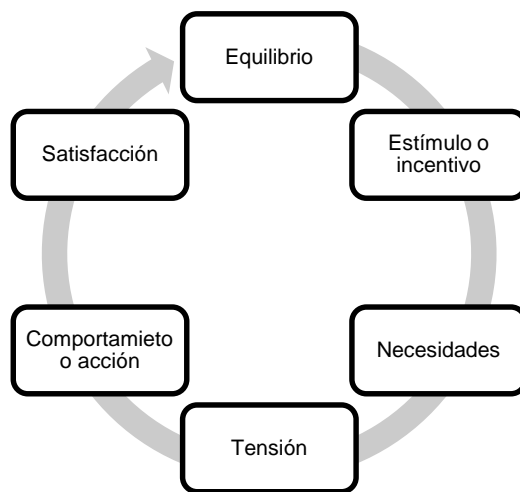 Equilibrio
Estímulo o
incentivo
Necesidades
Tensión
Comportamieto
o acción
Satisfacción